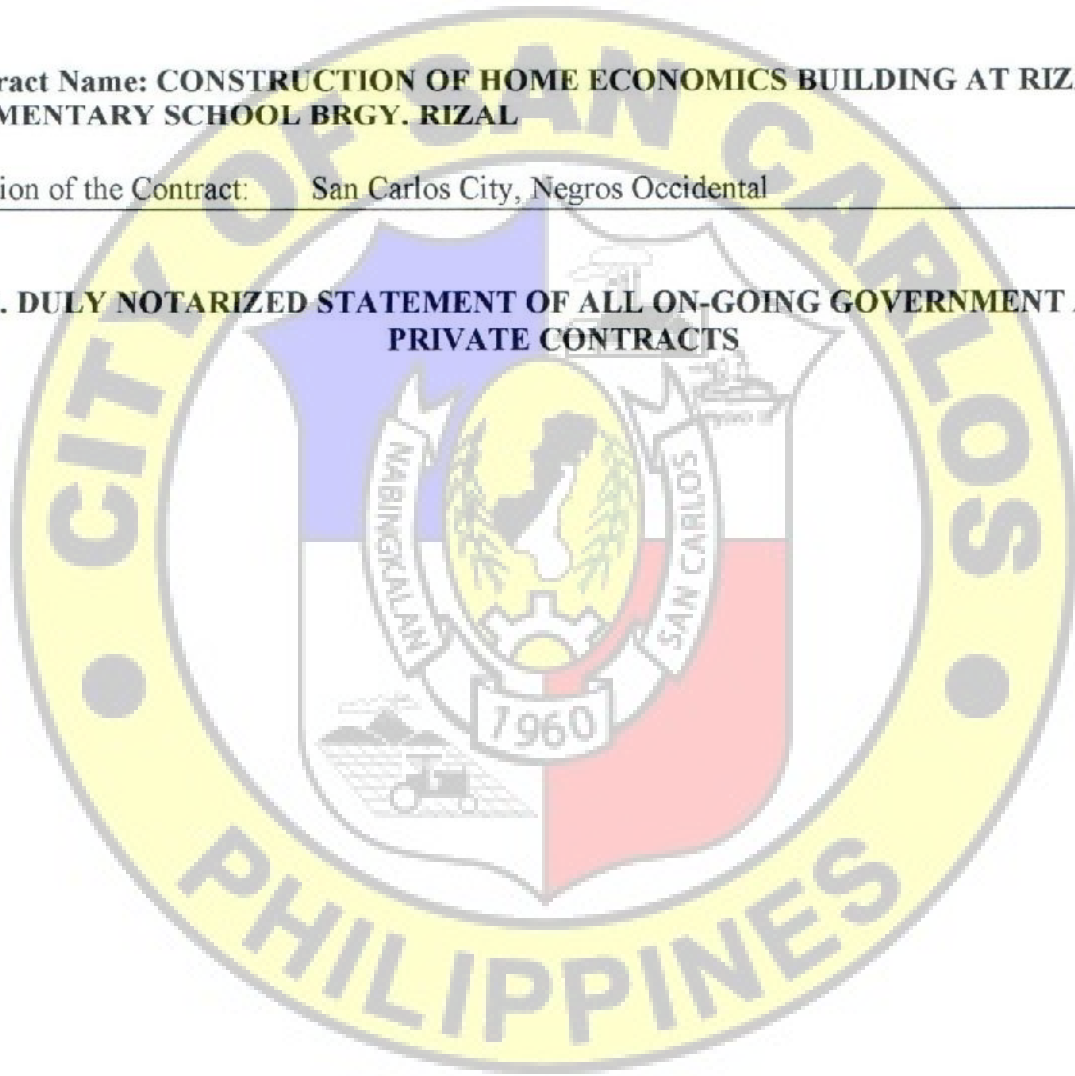 ract Name: CONSTRUCTION OF HOME ECONOMICS BUILDING AT RIZ
MENTARY SCHOOL BRGY. RIZAL
ion of the Contract: San Carlos City, Negros Occidental
. DULY NOTARIZED STATEMENT OF ALL ON-GOING GOVERNMENT
PRIVATE CONTRACTS
CITY OF SAN CARLOS
NABINGKALAN
SAN CARLOS
1960
PHILIPPINES